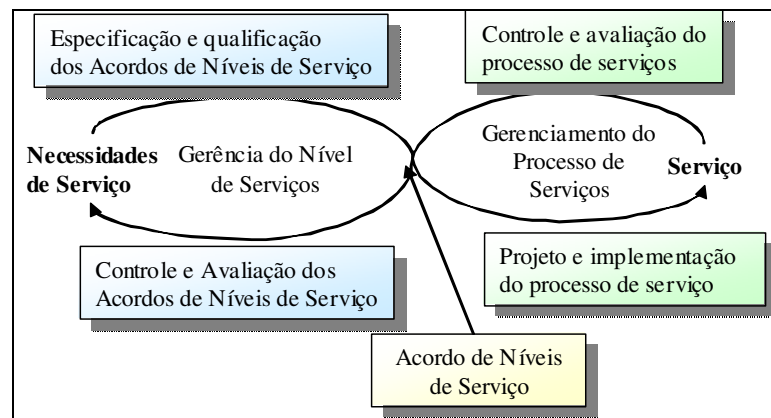 Especificação e qualificação
dos Acordos de Níveis de Serviço
Controle e avaliação do
processo de serviços
Necessidades
de Serviço
Gerência do Nível
de Serviços
Gerenciamento do
Processo de
Serviços
Serviço
Controle e Avaliação dos
Acordos de Níveis de Serviço
Projeto e implementação
do processo de serviço
Acordo de Níveis
de Serviço